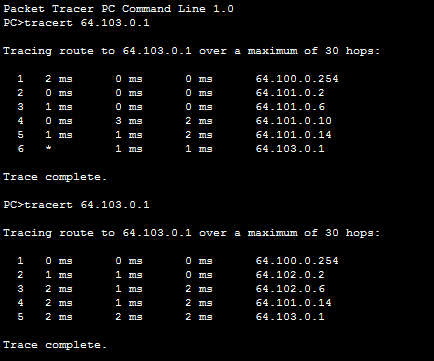 Packet Tracer PC Command Line 1.0
PC>tracert 64.103.0.1
Tracing route to 64.103.0.1 over a maximum of 30 hops:
1 2 ms 0 ms 0 ms 64.100.0.254
2 0 ms 0 ms 0 ms 64.101.0.2
3 1 ms 0 ms 0 ms 64.101.0.6
4 0 ms 3 ms 2 ms 64.101.0.10
5 1 ms 1 ms 2 ms 64.101.0.14
6 * 1 ms 1 ms 64.103.0.1
Trace complete.
PC>tracert 64.103.0.1
Tracing route to 64.103.0.1 over a maximum of 30 hops:
1 0 ms 0 ms 0 ms 64.100.0.254
2 1 ms 1 ms 0 ms 64.102.0.2
3 2 ms 1 ms 2 ms 64.102.0.6
4 2 ms 1 ms 2 ms 64.101.0.14
5 2 ms 2 ms 2 ms 64.103.0.1
Trace complete.